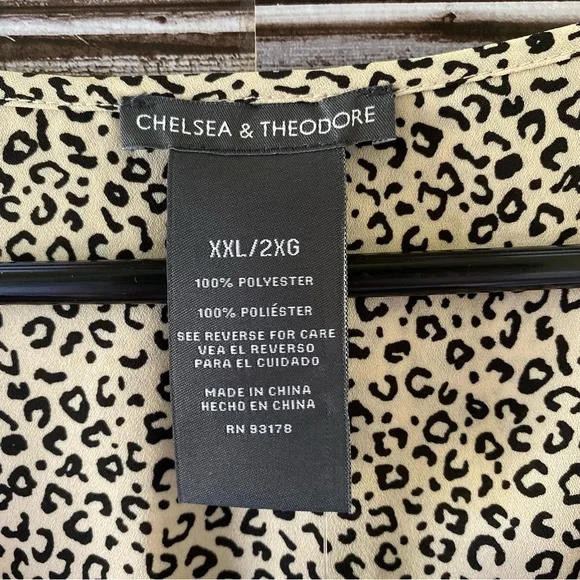 CHELSEA & THEODORE
XXL/2XG
100% POLYESTER
100% POLIÉSTER
SEE REVERSE FOR CARE
VEA EL REVERSO
PARA EL CUIDADO
MADE IN CHINA
HECHO EN CHINA
RN 93178